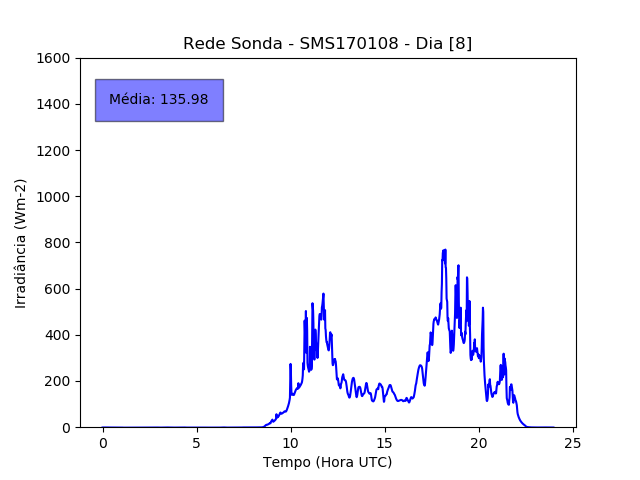 Rede Sonda - SMS170108 - Dia [8]
1600
1400
1200
1000
800
600
400
200
0
Irradiância (Wm-2)
Média: 135.98
0 5 10 15 20 25
Tempo (Hora UTC)